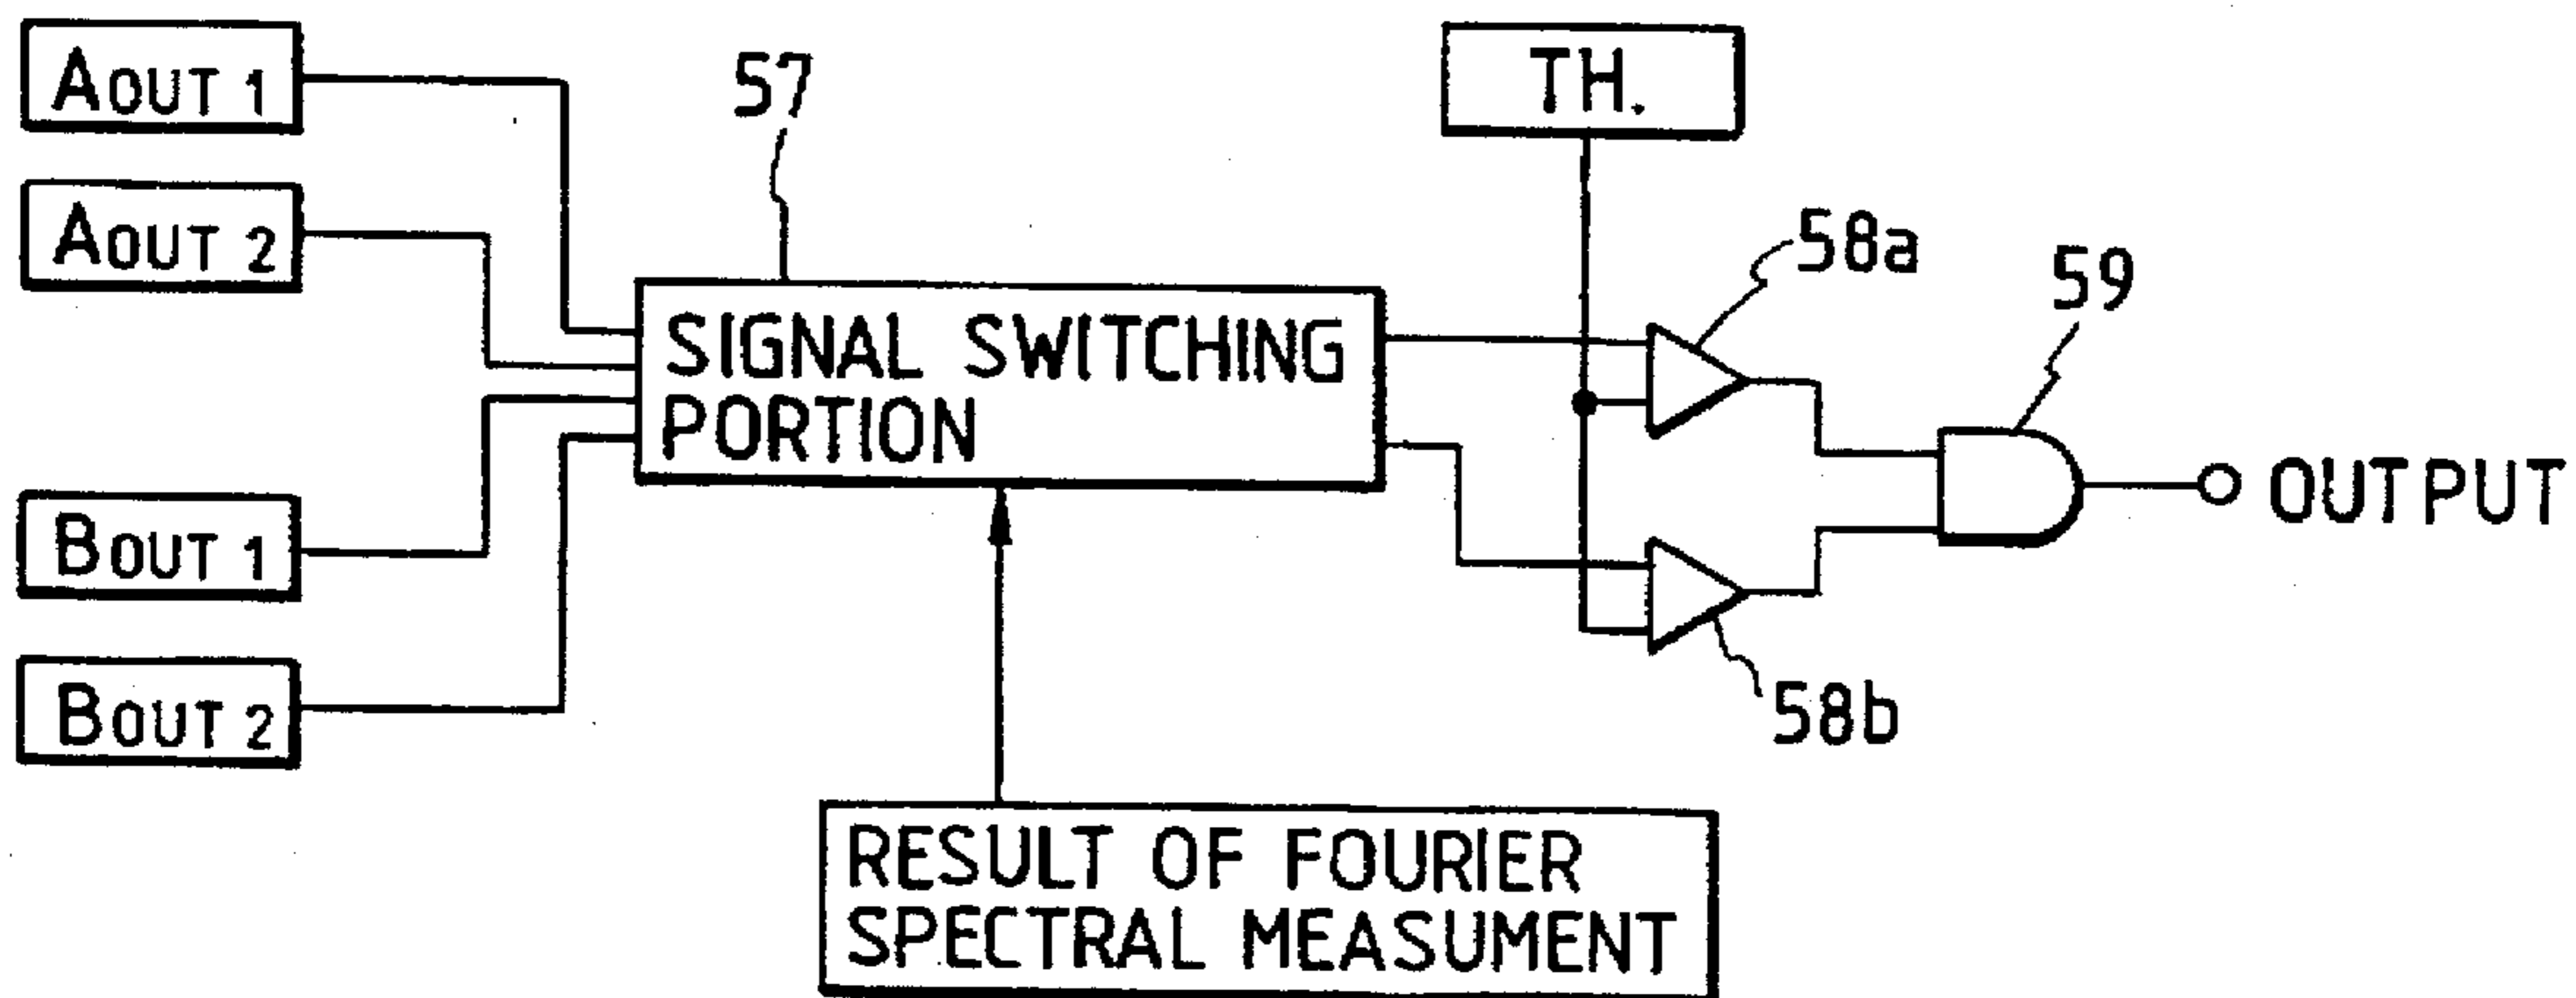 AOUT 1
57
TH.
AOUT 2
58a
59
SIGNAL SWITCHING
PORTION
OUTPUT
BOUT 1
BOUT 2
58b
RESULT OF FOURIER
SPECTRAL MEASUMENT